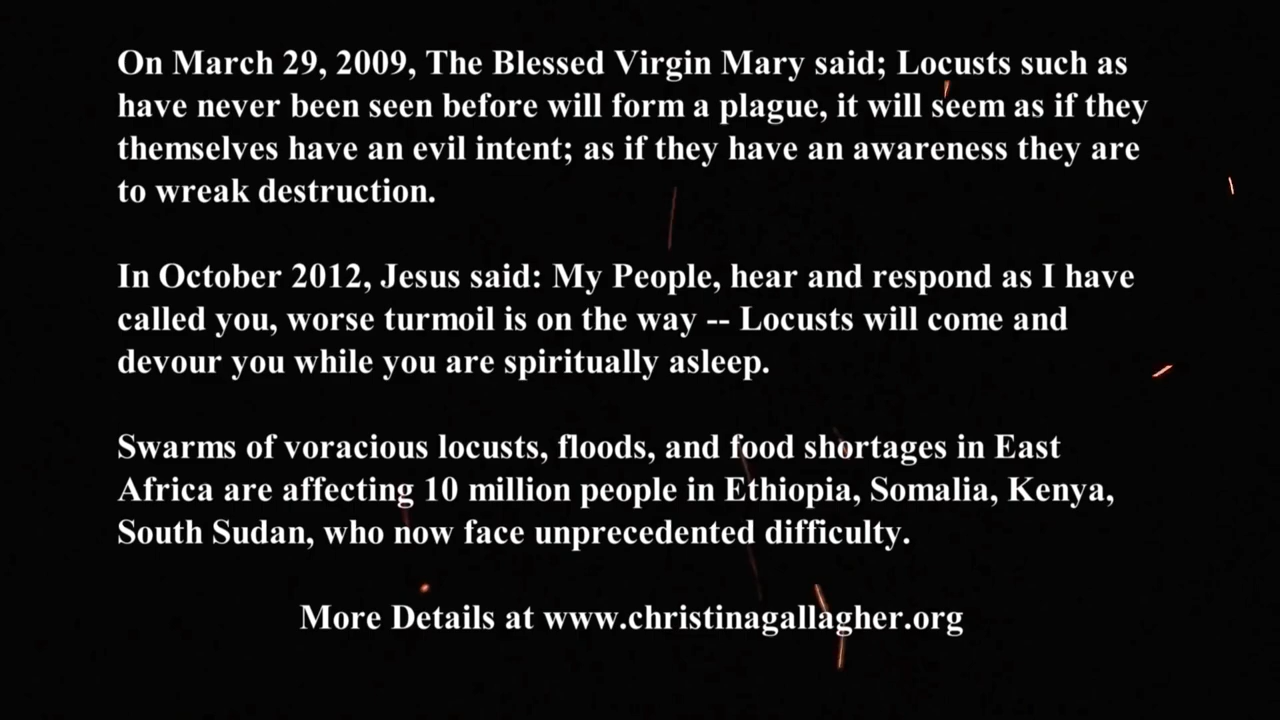 On March 29, 2009, The Blessed Virgin Mary said; Locusts such as
have never been seen before will form a plague, it will seem as if they
themselves have an evil intent; as if they have an awareness they are
to wreak destruction.
In October 2012, Jesus said: My People, hear and respond as I have
called you, worse turmoil is on the way -- Locusts will come and
devour you while you are spiritually asleep.
Swarms of voracious locusts, floods, and food shortages in East
Africa are affecting 10 million people in Ethiopia, Somalia, Kenya,
South Sudan, who now face unprecedented difficulty.
More Details at www.christinagallagher.org